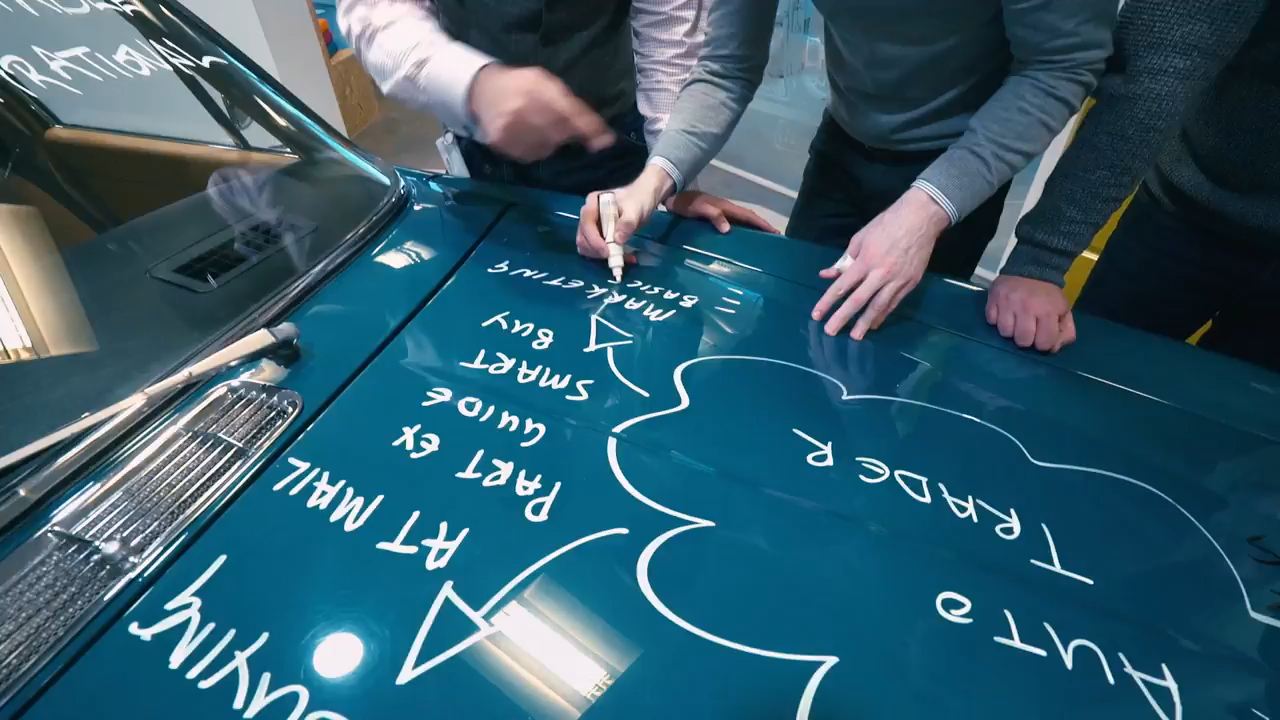 RATIONAL
AUTO
TRADER
BUYING
AT MAIL
PART EX
GUIDE
SMART
BUY
MARKETING
= BASIC